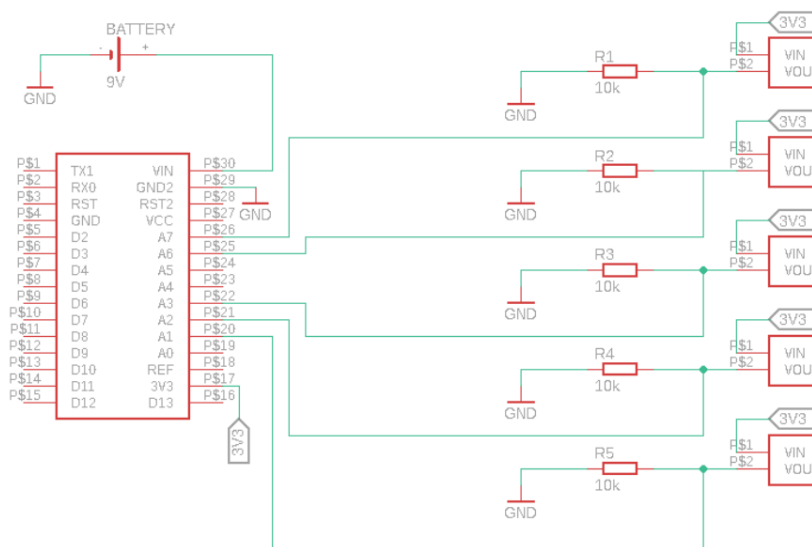 BATTERY
- +
9V
GND
P$1 TX1 VIN P$30
P$2 RX0 GND2 P$29
P$3 RST RST2 P$28
P$4 GND VCC P$27
GND
P$5 D2 A7 P$26
P$6 D3 A6 P$25
P$7 D4 A5 P$24
P$8 D5 A4 P$23
P$9 D6 A3 P$22
P$10 D7 A2 P$21
P$11 D8 A1 P$20
P$12 D9 A0 P$19
P$13 D10 REF P$18
P$14 D11 3V3 P$17
P$15 D12 D13 P$16
3V3
R1
10k
GND
3V3
P$1 VIN
P$2 VOU
R2
10k
GND
3V3
P$1 VIN
P$2 VOU
R3
10k
GND
3V3
P$1 VIN
P$2 VOU
R4
10k
GND
3V3
P$1 VIN
P$2 VOU
R5
10k
GND
3V3
P$1 VIN
P$2 VOU